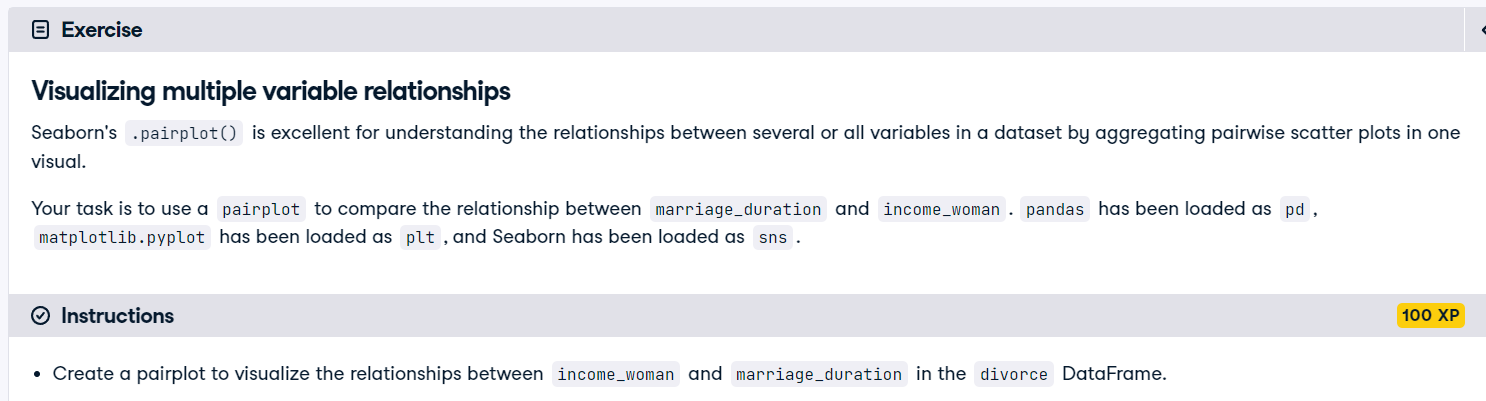 Exercise
Visualizing multiple variable relationships
Seaborn's .pairplot() is excellent for understanding the relationships between several or all variables in a dataset by aggregating pairwise scatter plots in one
visual.
Your task is to use a pairplot to compare the relationship between marriage_duration and income_woman. pandas has been loaded as pd,
matplotlib.pyplot has been loaded as plt, and Seaborn has been loaded as sns.
Instructions 100 XP
• Create a pairplot to visualize the relationships between income_woman and marriage_duration in the divorce DataFrame.